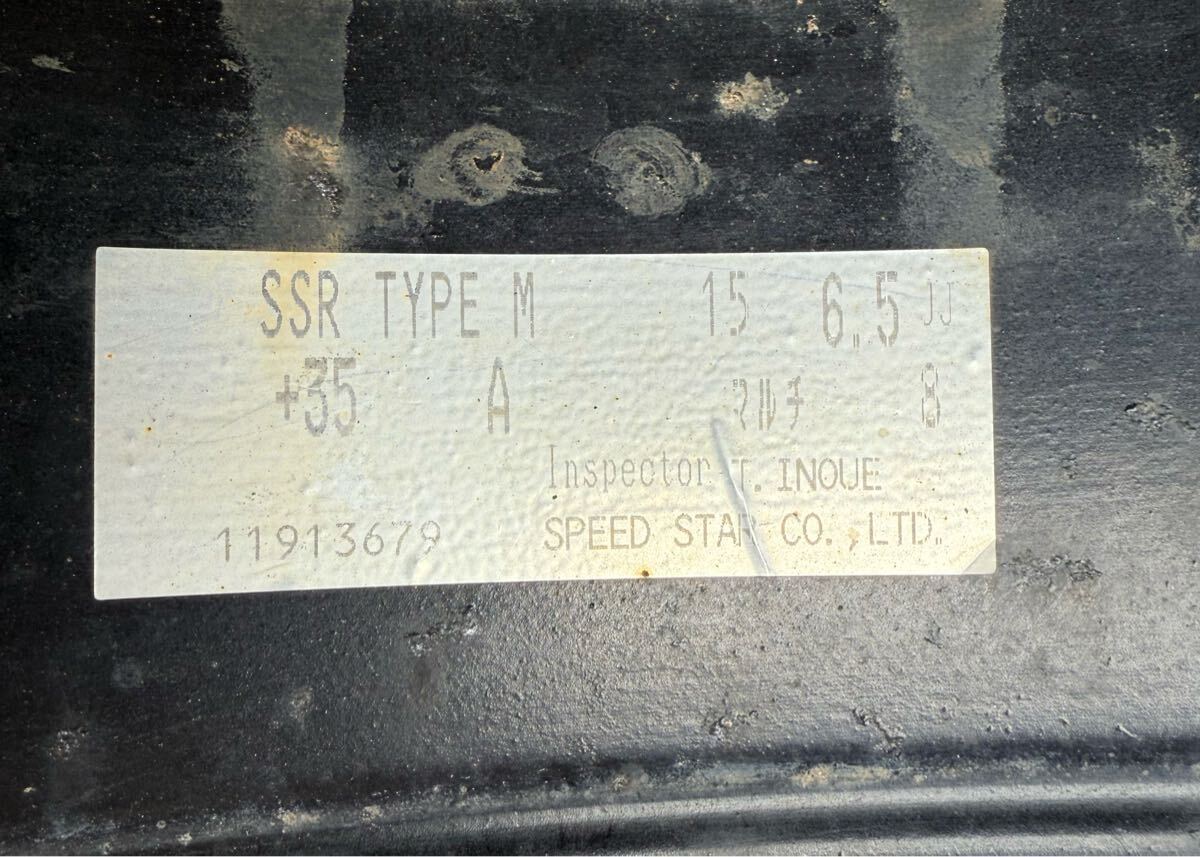 SSR TYPE M 15 6.5 JJ
+35 A マルチ 8
Inspector T. INOUE
11913679 SPEED STAR CO.,LTD.